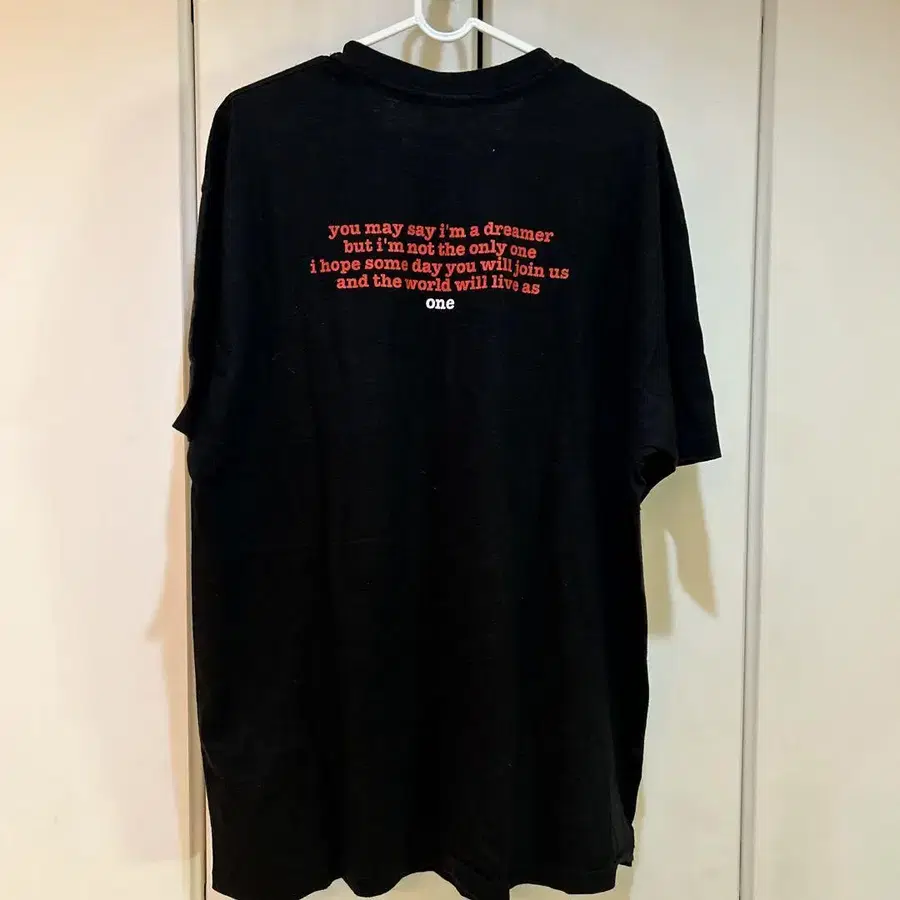 you may say i'm a dreamer
but i'm not the only one
i hope some day you will join us
and the world will live as
one